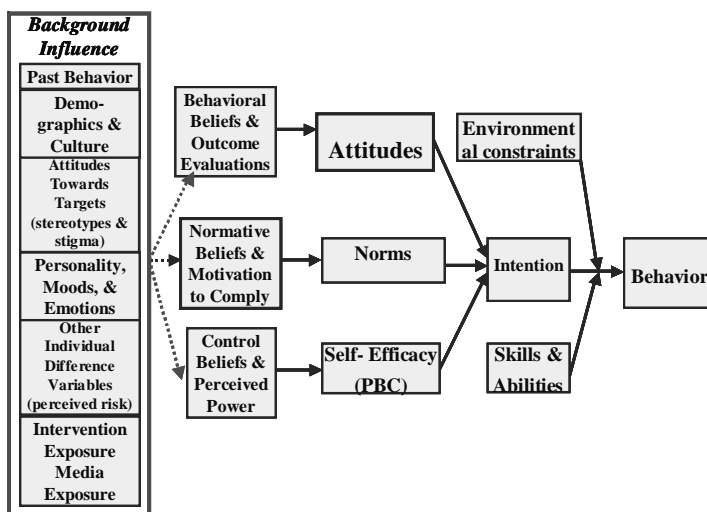 Background
Influence
Past Behavior
Demo-
graphics &
Culture
Attitudes
Towards
Targets
(stereotypes &
stigma)
Personality,
Moods, &
Emotions
Other
Individual
Difference
Variables
(perceived risk)
Intervention
Exposure
Media
Exposure
Behavioral
Beliefs &
Outcome
Evaluations
Normative
Beliefs &
Motivation
to Comply
Control
Beliefs &
Perceived
Power
Attitudes
Norms
Self- Efficacy
(PBC)
Environment
al constraints
Intention
Skills &
Abilities
Behavior